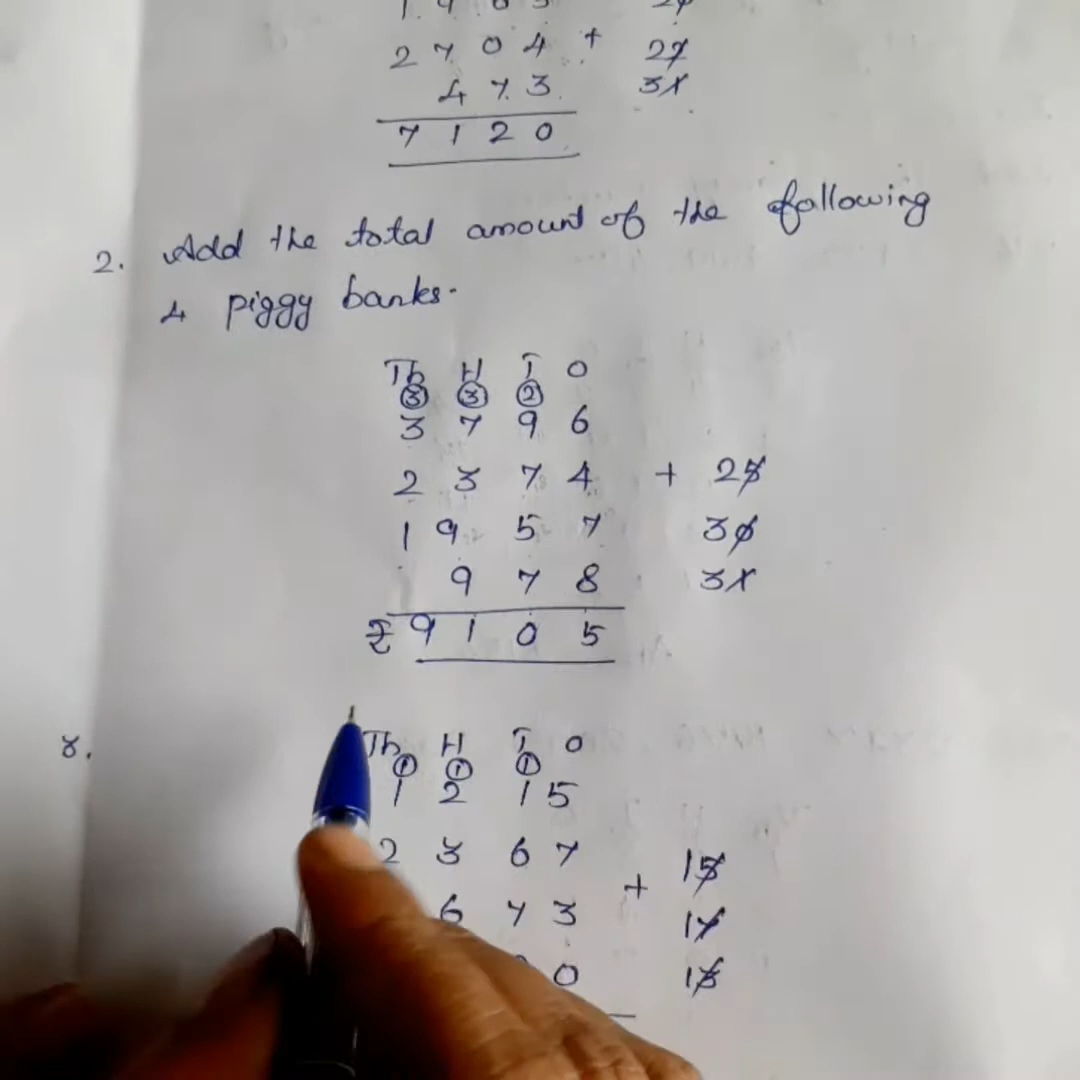 2 7 0 4 + 27
4 7 3 31
7 1 2 0
2. Add the total amount of the following
4 piggy banks.
Th H T O
3 3 2
3 7 9 6
2 3 7 4 + 25
1 9 5 7 30
9 7 8 31
₹ 9 1 0 5
Th H T O
1 1 1
1 2 1 5
2 3 6 7 15
6 7 3 +
0